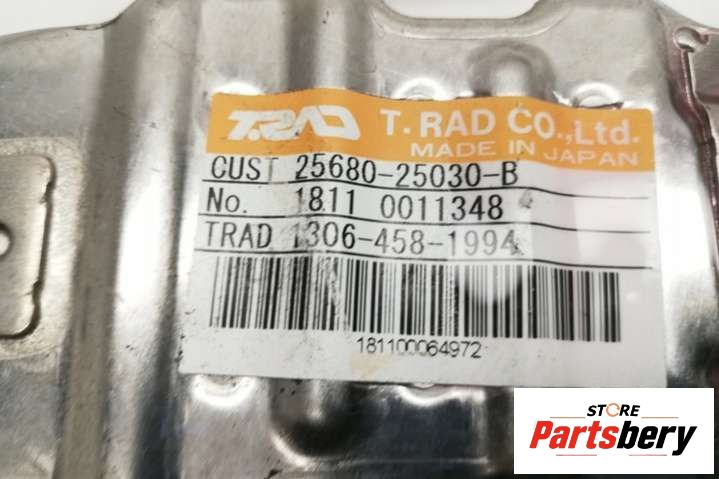 T.RAD T. RAD CO.,Ltd.
MADE IN JAPAN
CUST 25680-25030-B
No. 1811 0011348
TRAD 1306-458-1994
181100064972
STORE
Partsbery